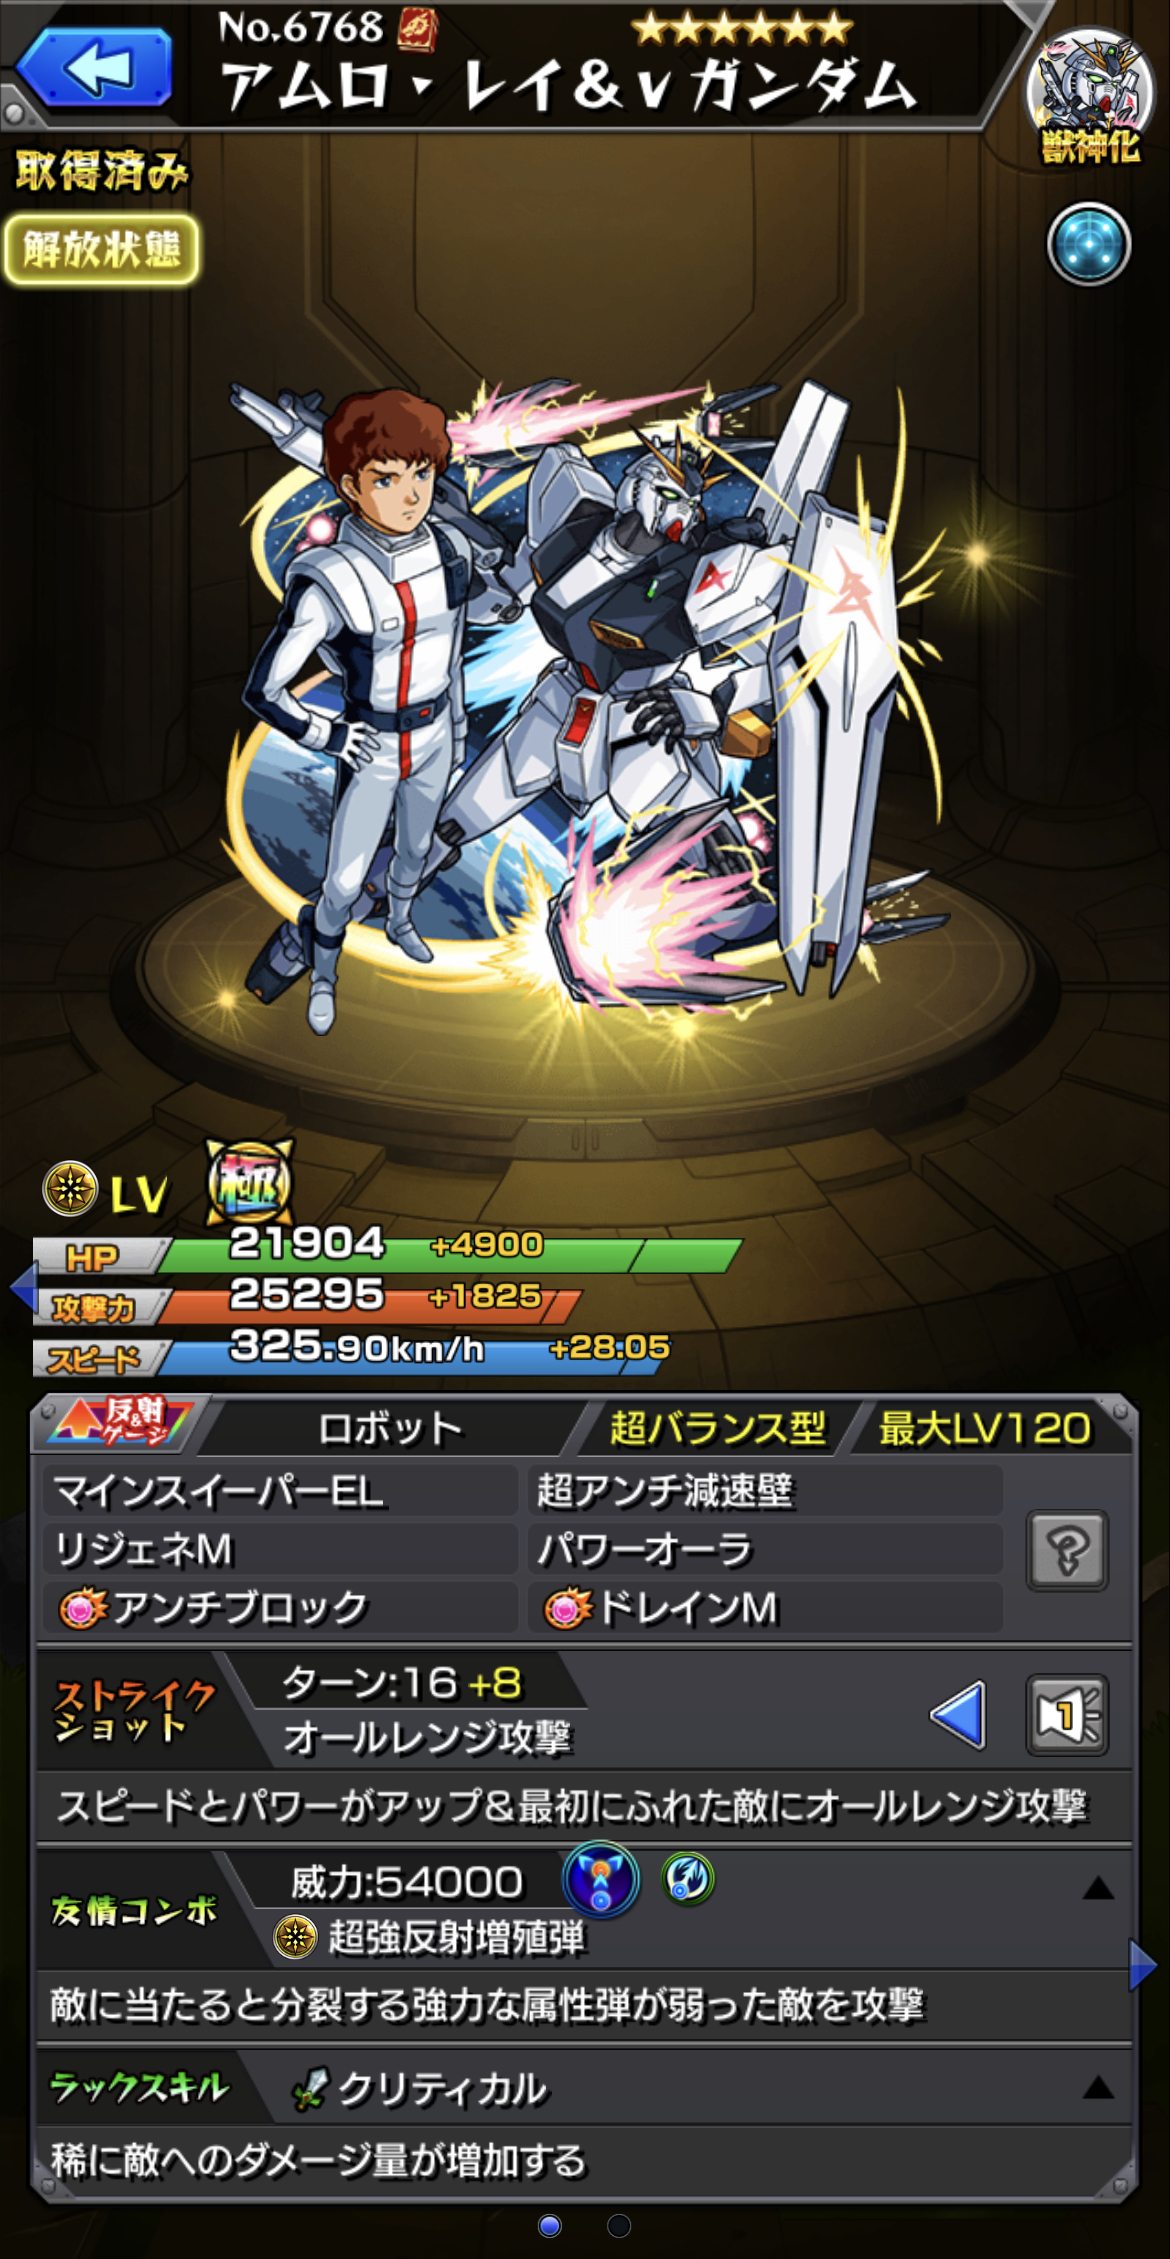 No.6768
アムロ・レイ&νガンダム
獣神化
取得済み
解放状態
LV 極
HP 21904 +4900
攻撃力 25295 +1825
スピード 325.90km/h +28.05
反射&ゲージ ロボット 超バランス型 最大LV120
マインスイーパーEL 超アンチ減速壁
リジェネM パワーオーラ
アンチブロック ドレインM
ストライクショット ターン:16 +8
オールレンジ攻撃
1
スピードとパワーがアップ&最初にふれた敵にオールレンジ攻撃
友情コンボ 威力:54000
超強反射増殖弾
敵に当たると分裂する強力な属性弾が弱った敵を攻撃
ラックスキル クリティカル
稀に敵へのダメージ量が増加する